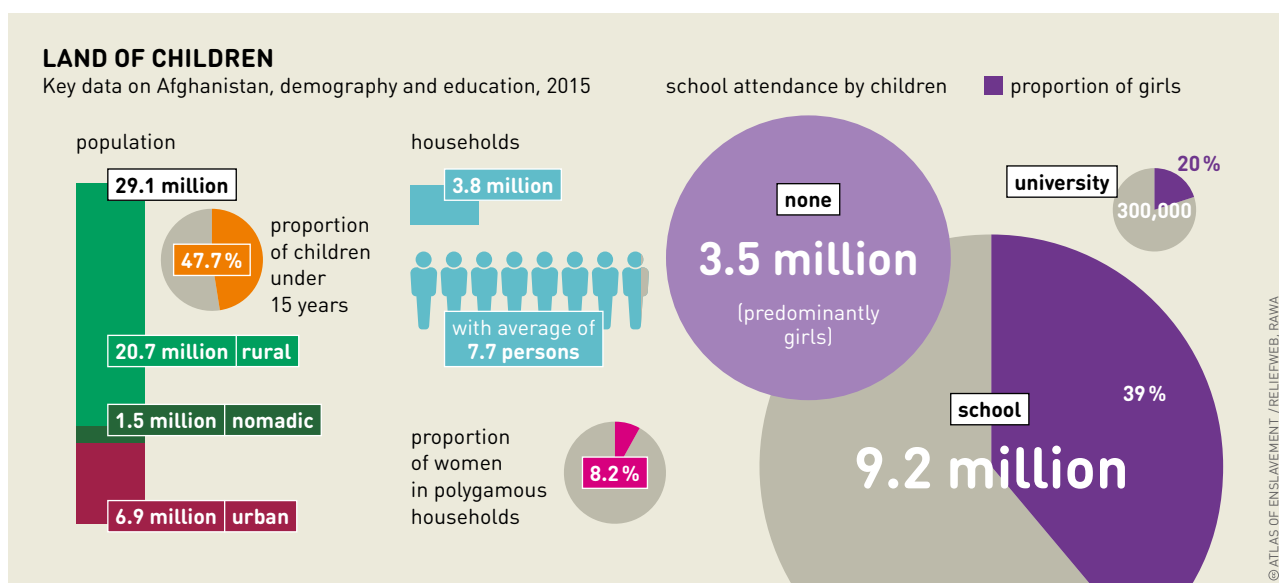 LAND OF CHILDREN
Key data on Afghanistan, demography and education, 2015
population
29.1 million
47.7 %
proportion
of children
under
15 years
20.7 million rural
1.5 million nomadic
6.9 million urban
households
3.8 million
with average of
7.7 persons
proportion
of women
in polygamous
households
8.2 %
school attendance by children
proportion of girls
none
3.5 million
(predominantly
girls)
university
20 %
300,000
school
39 %
9.2 million
© ATLAS OF ENSLAVEMENT / RELIEFWEB, RAWA